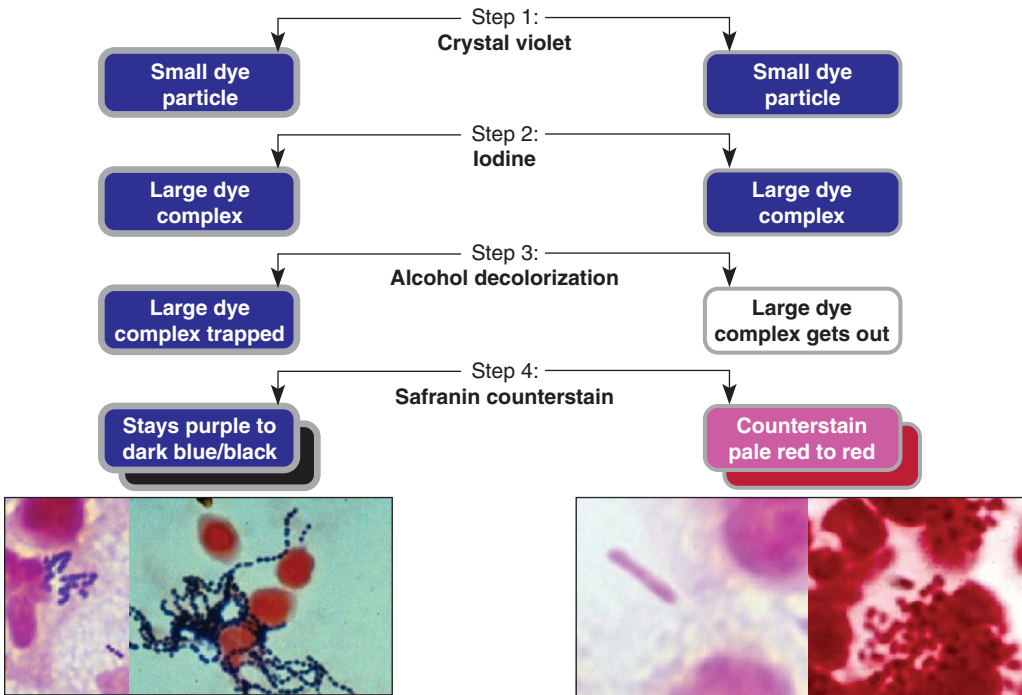 Step 1:
Crystal violet
Small dye
particle
Small dye
particle
Step 2:
Iodine
Large dye
complex
Large dye
complex
Step 3:
Alcohol decolorization
Large dye
complex trapped
Large dye
complex gets out
Step 4:
Safranin counterstain
Stays purple to
dark blue/black
Counterstain
pale red to red